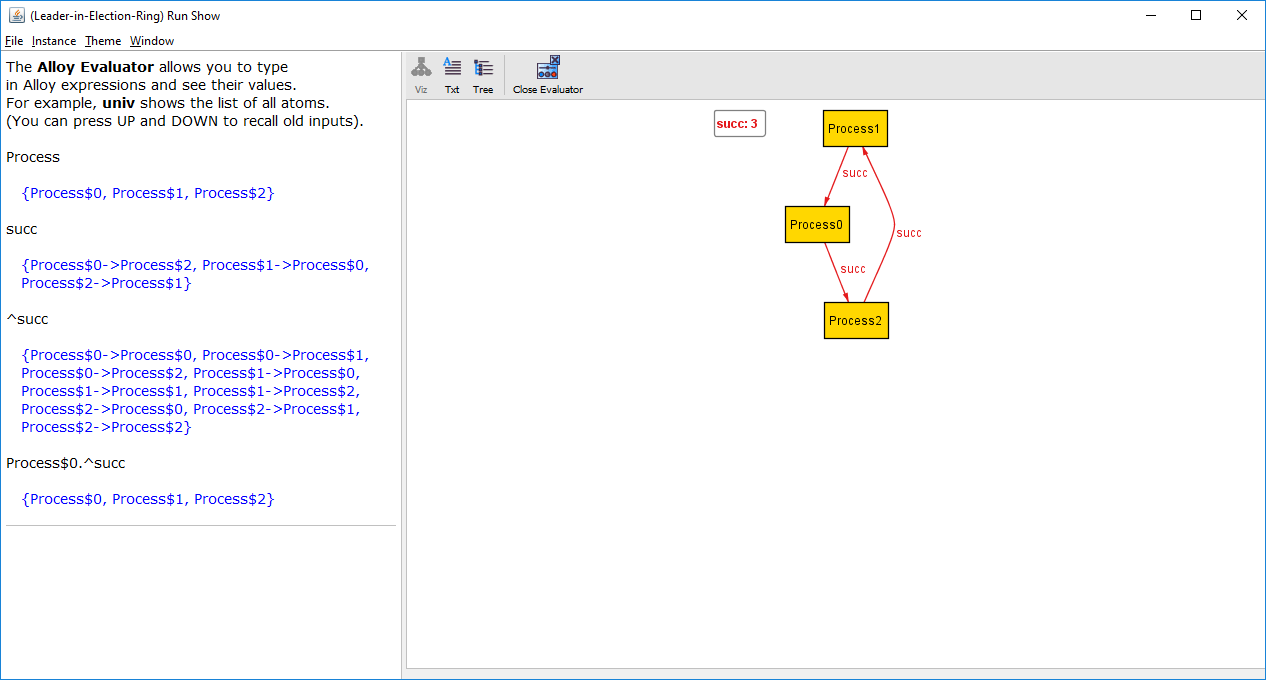 (Leader-in-Election-Ring) Run Show
File Instance Theme Window
The Alloy Evaluator allows you to type
in Alloy expressions and see their values.
For example, univ shows the list of all atoms.
(You can press UP and DOWN to recall old inputs).
Process
{Process$0, Process$1, Process$2}
succ
{Process$0->Process$2, Process$1->Process$0,
Process$2->Process$1}
^succ
{Process$0->Process$0, Process$0->Process$1,
Process$0->Process$2, Process$1->Process$0,
Process$1->Process$1, Process$1->Process$2,
Process$2->Process$0, Process$2->Process$1,
Process$2->Process$2}
Process$0.^succ
{Process$0, Process$1, Process$2}
Viz Txt Tree Close Evaluator
succ: 3
Process1
succ
Process0
succ
succ
Process2